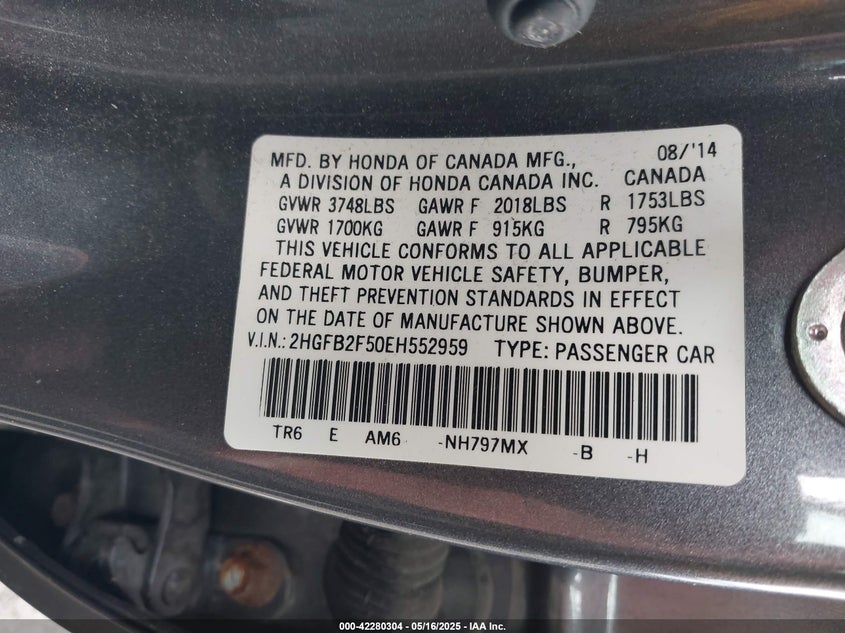 MFD. BY HONDA OF CANADA MFG., 08/'14
A DIVISION OF HONDA CANADA INC. CANADA
GVWR 3748LBS GAWR F 2018LBS R 1753LBS
GVWR 1700KG GAWR F 915KG R 795KG
THIS VEHICLE CONFORMS TO ALL APPLICABLE
FEDERAL MOTOR VEHICLE SAFETY, BUMPER,
AND THEFT PREVENTION STANDARDS IN EFFECT
ON THE DATE OF MANUFACTURE SHOWN ABOVE.
V.I.N.: 2HGFB2F50EH552959 TYPE: PASSENGER CAR
TR6 E AM6 -NH797MX -B -H
000-42280304 - 05/16/2025 - IAA Inc.